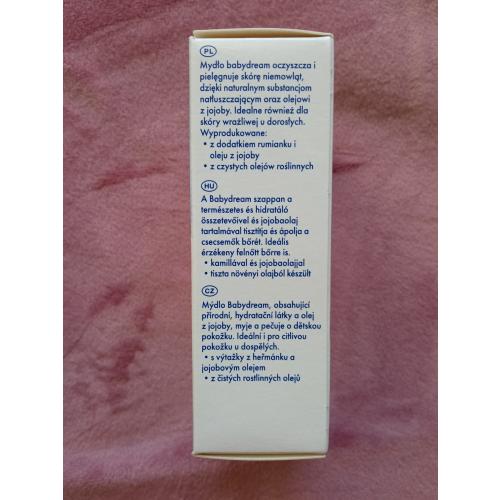 PL
Mydło babydream oczyszcza i
pielęgnuje skórę niemowląt,
dzięki naturalnym substancjom
natłuszczającym oraz olejowi
z jojoby. Idealne również dla
skóry wrażliwej u dorosłych.
Wyprodukowane:
• z dodatkiem rumianku i
oleju z jojoby
• z czystych olejów roślinnych
HU
A Babydream szappan a
természetes és hidratáló
összetevőivel és jojobaolaj
tartalmával tisztítja és ápolja a
csecsemők bőrét. Ideális
érzékeny felnőtt bőrre is.
• kamillával és jojobaolajjal
• tiszta növényi olajból készült
CZ
Mýdlo Babydream, obsahující
přírodní, hydratační látky a olej
z jojoby, myje a pečuje o dětskou
pokožku. Ideální i pro citlivou
pokožku u dospělých.
• s výtažky z heřmánku a
jojobovým olejem
• z čistých rostlinných olejů